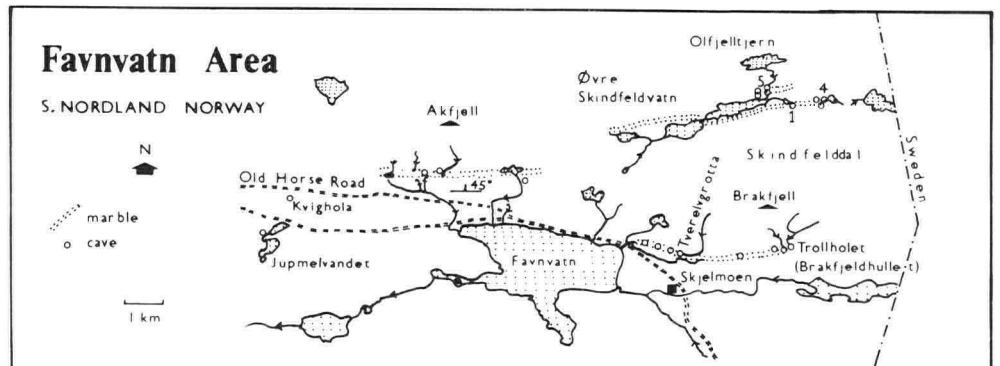 Favnvatn Area
S. NORDLAND NORWAY
N
marble
cave
1 km
Old Horse Road
Kvighola
Jupmelvandet
Akfjell
45°
Favnvatn
Olfjelltjern
Øvre
Skindfeldvatn
5
4
1
Skindfelddal
Sweden
Tverelvgrotta
Brakfjell
Trollholet
(Brakfjeldhullet)
Skjelmoen